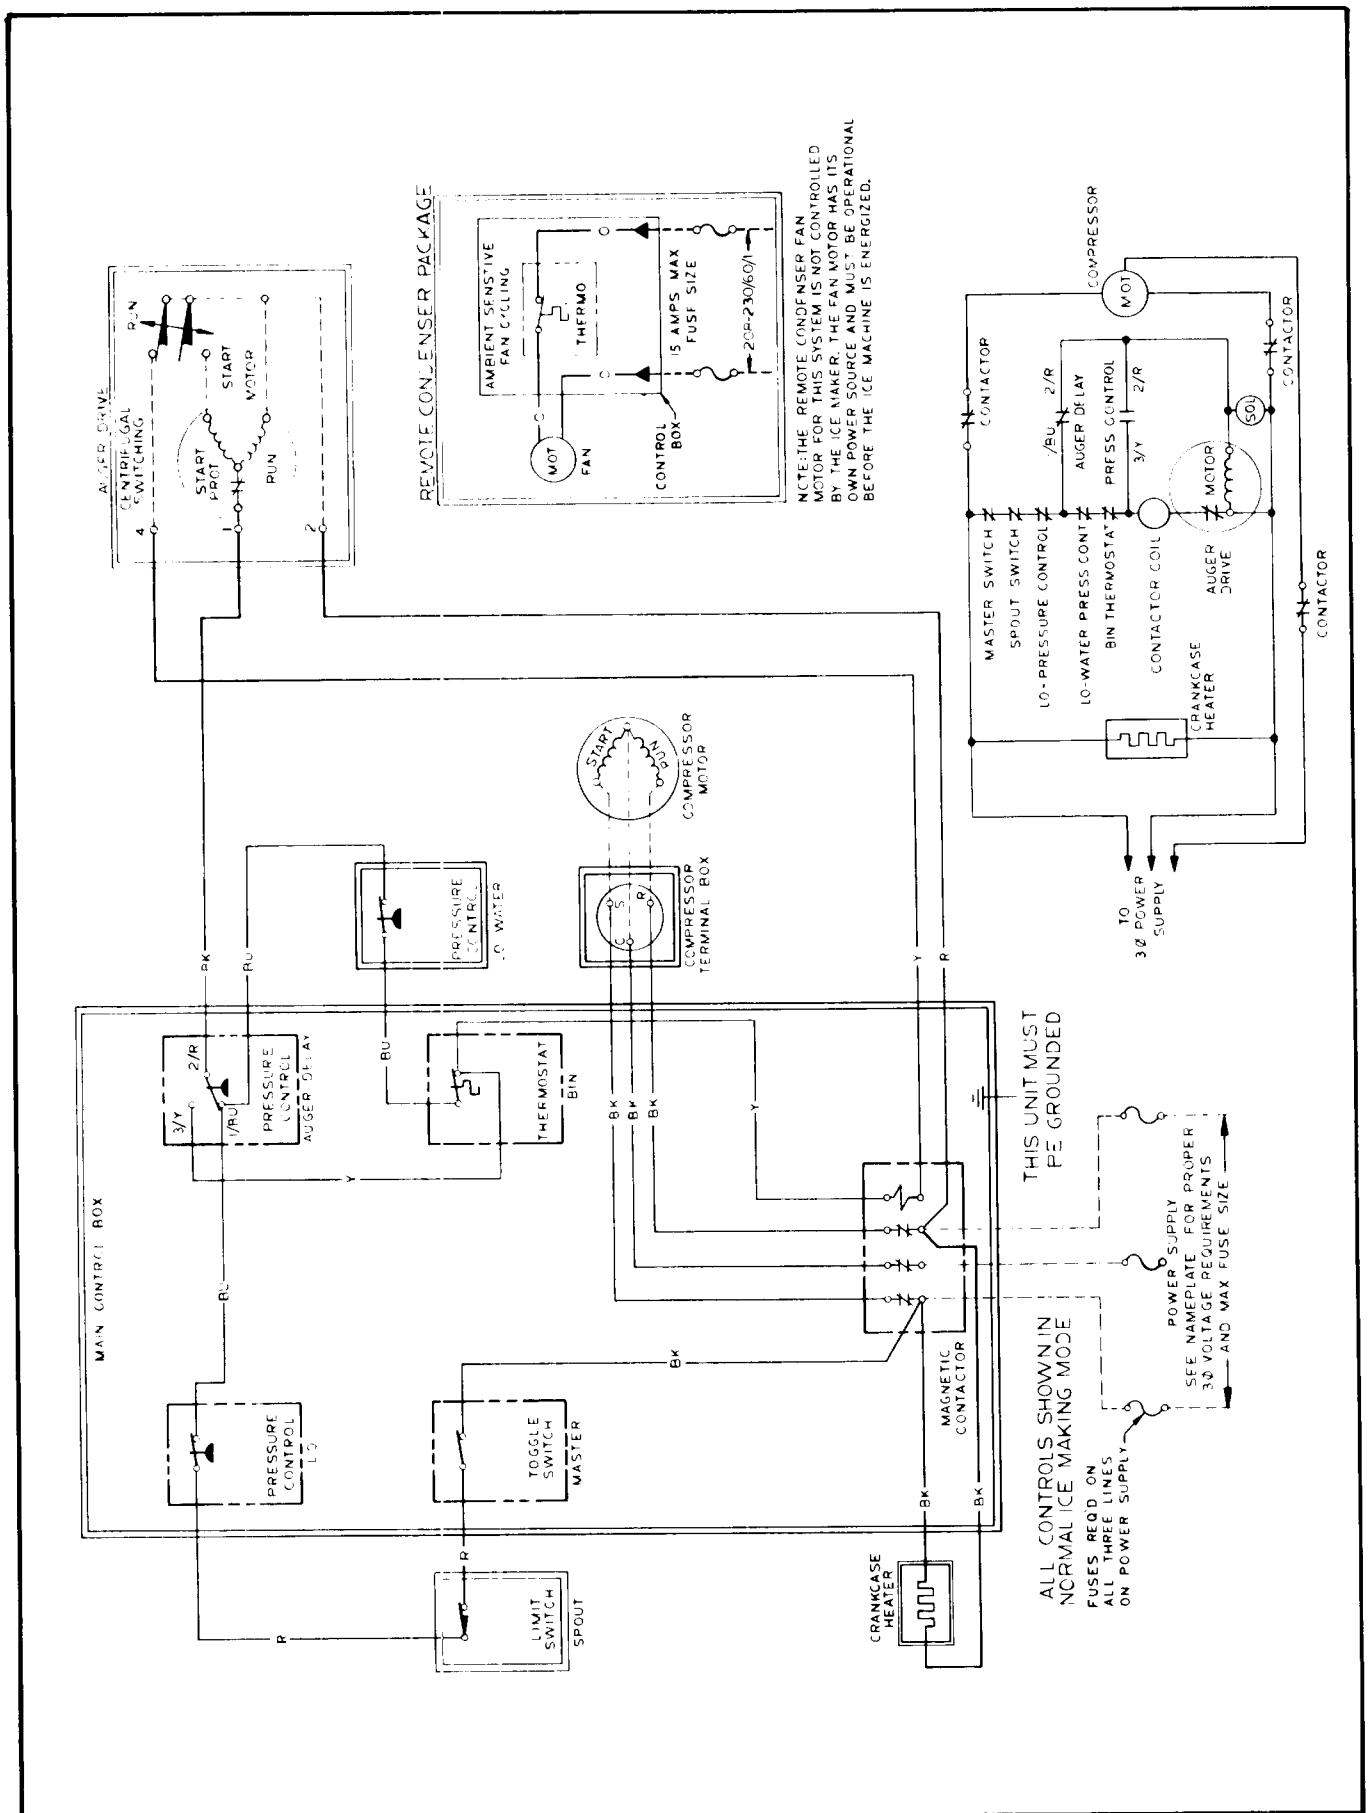 AUGER DRIVE
CENTRIFUGAL
SWITCHING
RUN
4
START
PROT
START
MOTOR
1
RUN
2
REMOTE CONDENSER PACKAGE
AMBIENT SENSTIVE
FAN CYCLING
THERMO
MOT
FAN
15 AMPS MAX
FUSE SIZE
CONTROL
BOX
208-230/60/1
NOTE: THE REMOTE CONDENSER FAN
MOTOR FOR THIS SYSTEM IS NOT CONTROLLED
BY THE ICE MAKER. THE FAN MOTOR HAS ITS
OWN POWER SOURCE AND MUST BE OPERATIONAL
BEFORE THE ICE MACHINE IS ENERGIZED.
MAIN CONTROL BOX
BK
BU
3/Y
2/R
1/BU
PRESSURE
CONTROL
AUGER DELAY
Y
BU
PRESSURE
CONTROL
LO
R
PRESSURE
CONTROL
LO WATER
BU
THERMOSTAT
BIN
TOGGLE
SWITCH
MASTER
R
LIMIT
SWITCH
SPOUT
START
RUN
COMPRESSOR
MOTOR
S
C
R
COMPRESSOR
TERMINAL BOX
BK
BK
BK
Y
BK
Y
R
MAGNETIC
CONTACTOR
BK
BK
CRANKCASE
HEATER
THIS UNIT MUST
BE GROUNDED
ALL CONTROLS SHOWN IN
NORMAL ICE MAKING MODE
FUSES REQ'D ON
ALL THREE LINES
ON POWER SUPPLY
POWER SUPPLY
SEE NAMEPLATE FOR PROPER
3Ø VOLTAGE REQUIREMENTS
AND MAX FUSE SIZE
COMPRESSOR
MOT
CONTACTOR
/BU
2/R
AUGER DELAY
PRESS CONTROL
3/Y
2/R
MOTOR
SOL
CONTACTOR
MASTER SWITCH
SPOUT SWITCH
LO-PRESSURE CONTROL
LO-WATER PRESS CONT
BIN THERMOSTAT
CONTACTOR COIL
AUGER
DRIVE
CRANKCASE
HEATER
CONTACTOR
TO
3Ø POWER
SUPPLY